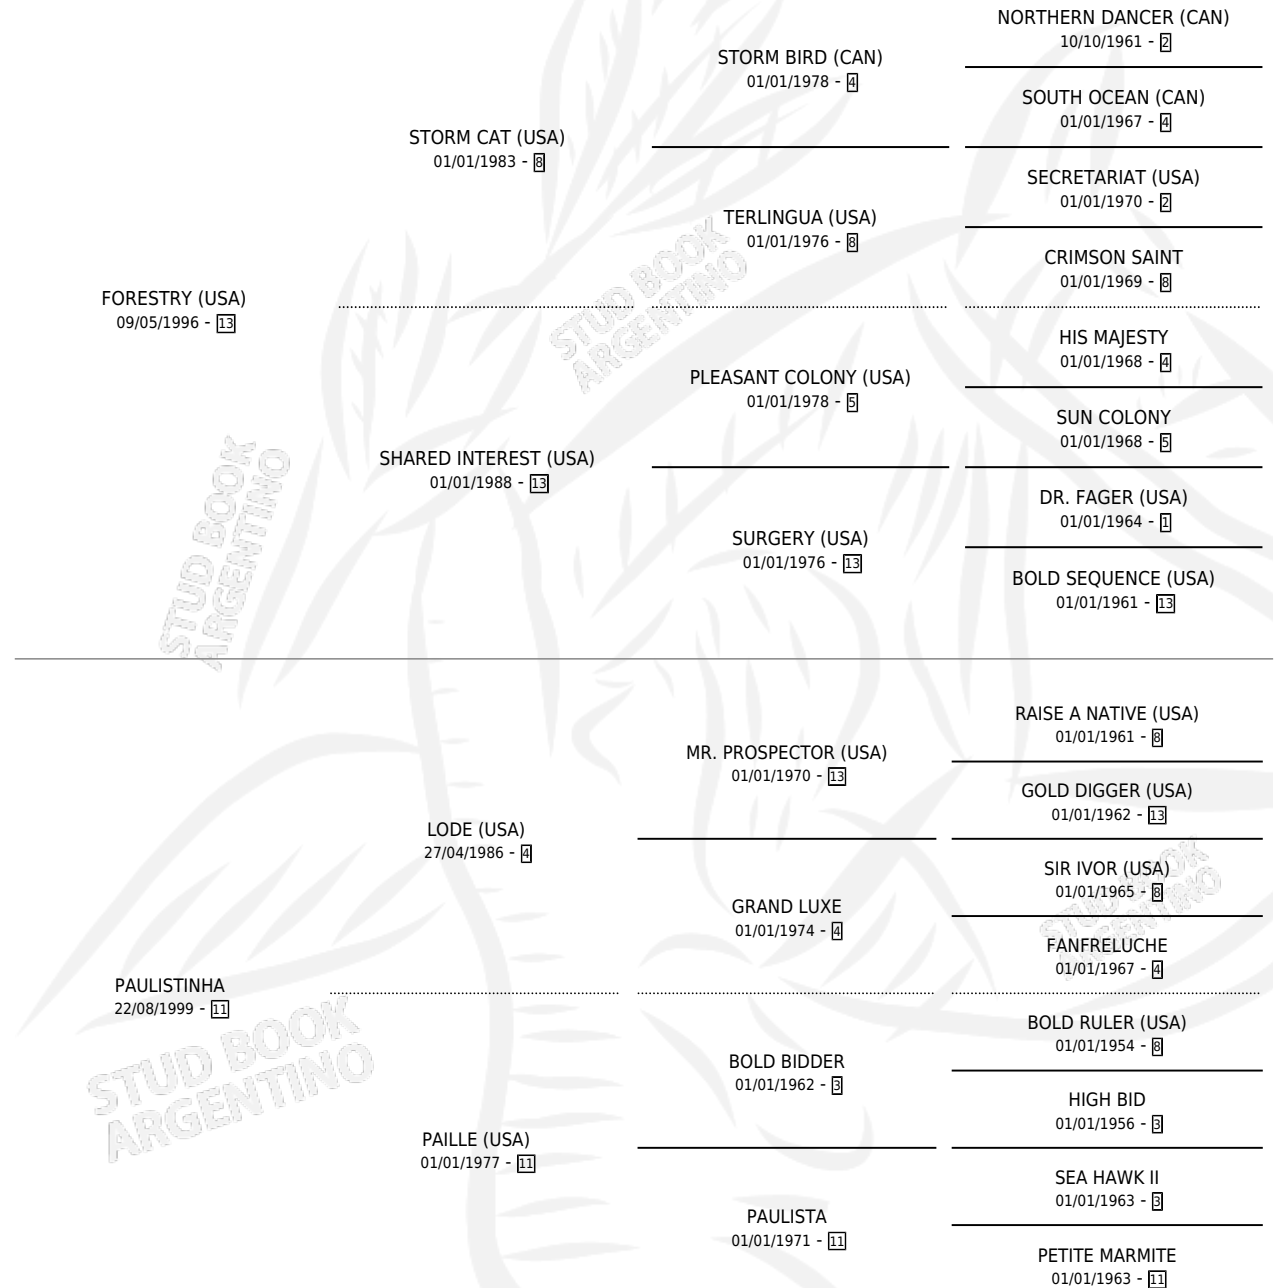 NORTHERN DANCER (CAN)
10/10/1961 - 2
STORM BIRD (CAN)
01/01/1978 - 4
SOUTH OCEAN (CAN)
01/01/1967 - 4
STORM CAT (USA)
01/01/1983 - 8
SECRETARIAT (USA)
01/01/1970 - 2
TERLINGUA (USA)
01/01/1976 - 8
CRIMSON SAINT
01/01/1969 - 8
FORESTRY (USA)
09/05/1996 - 13
HIS MAJESTY
01/01/1968 - 4
PLEASANT COLONY (USA)
01/01/1978 - 5
SUN COLONY
01/01/1968 - 5
SHARED INTEREST (USA)
01/01/1988 - 13
DR. FAGER (USA)
01/01/1964 - 1
SURGERY (USA)
01/01/1976 - 13
BOLD SEQUENCE (USA)
01/01/1961 - 13
STUD BOOK
ARGENTINO
STUD BOOK
ARGENTINO
RAISE A NATIVE (USA)
01/01/1961 - 8
MR. PROSPECTOR (USA)
01/01/1970 - 13
GOLD DIGGER (USA)
01/01/1962 - 13
LODE (USA)
27/04/1986 - 4
SIR IVOR (USA)
01/01/1965 - 8
GRAND LUXE
01/01/1974 - 4
FANFRELUCHE
01/01/1967 - 4
STUD BOOK
ARGENTINO
PAULISTINHA
22/08/1999 - 11
BOLD RULER (USA)
01/01/1954 - 8
BOLD BIDDER
01/01/1962 - 3
HIGH BID
01/01/1956 - 3
STUD BOOK
ARGENTINO
PAILLE (USA)
01/01/1977 - 11
SEA HAWK II
01/01/1963 - 3
PAULISTA
01/01/1971 - 11
PETITE MARMITE
01/01/1963 - 11